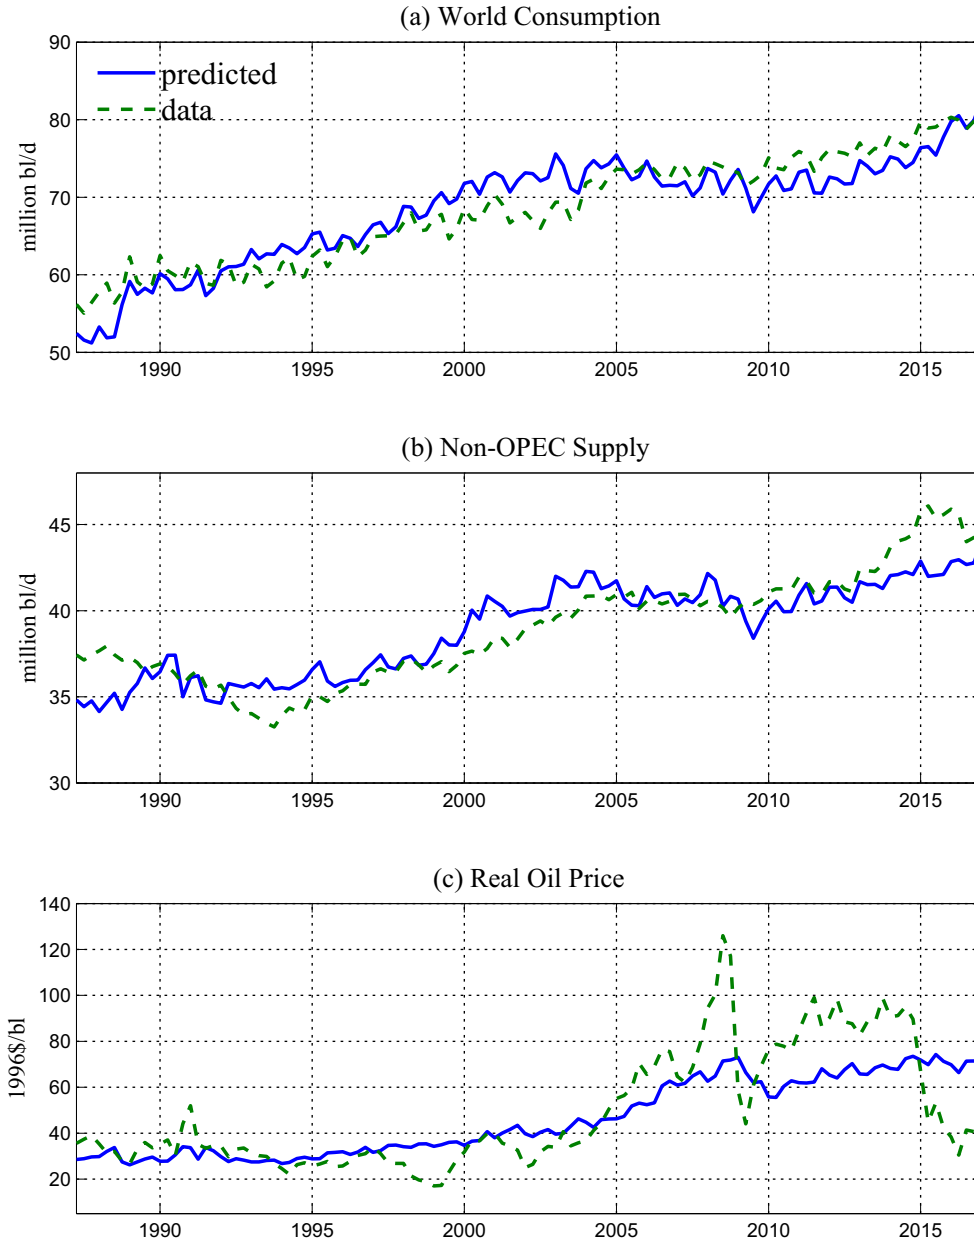 (a) World Consumption
90
80
70
60
50
million bl/d
predicted
data
1990 1995 2000 2005 2010 2015
(b) Non-OPEC Supply
45
40
35
30
million bl/d
1990 1995 2000 2005 2010 2015
(c) Real Oil Price
140
120
100
80
60
40
20
1996$/bl
1990 1995 2000 2005 2010 2015